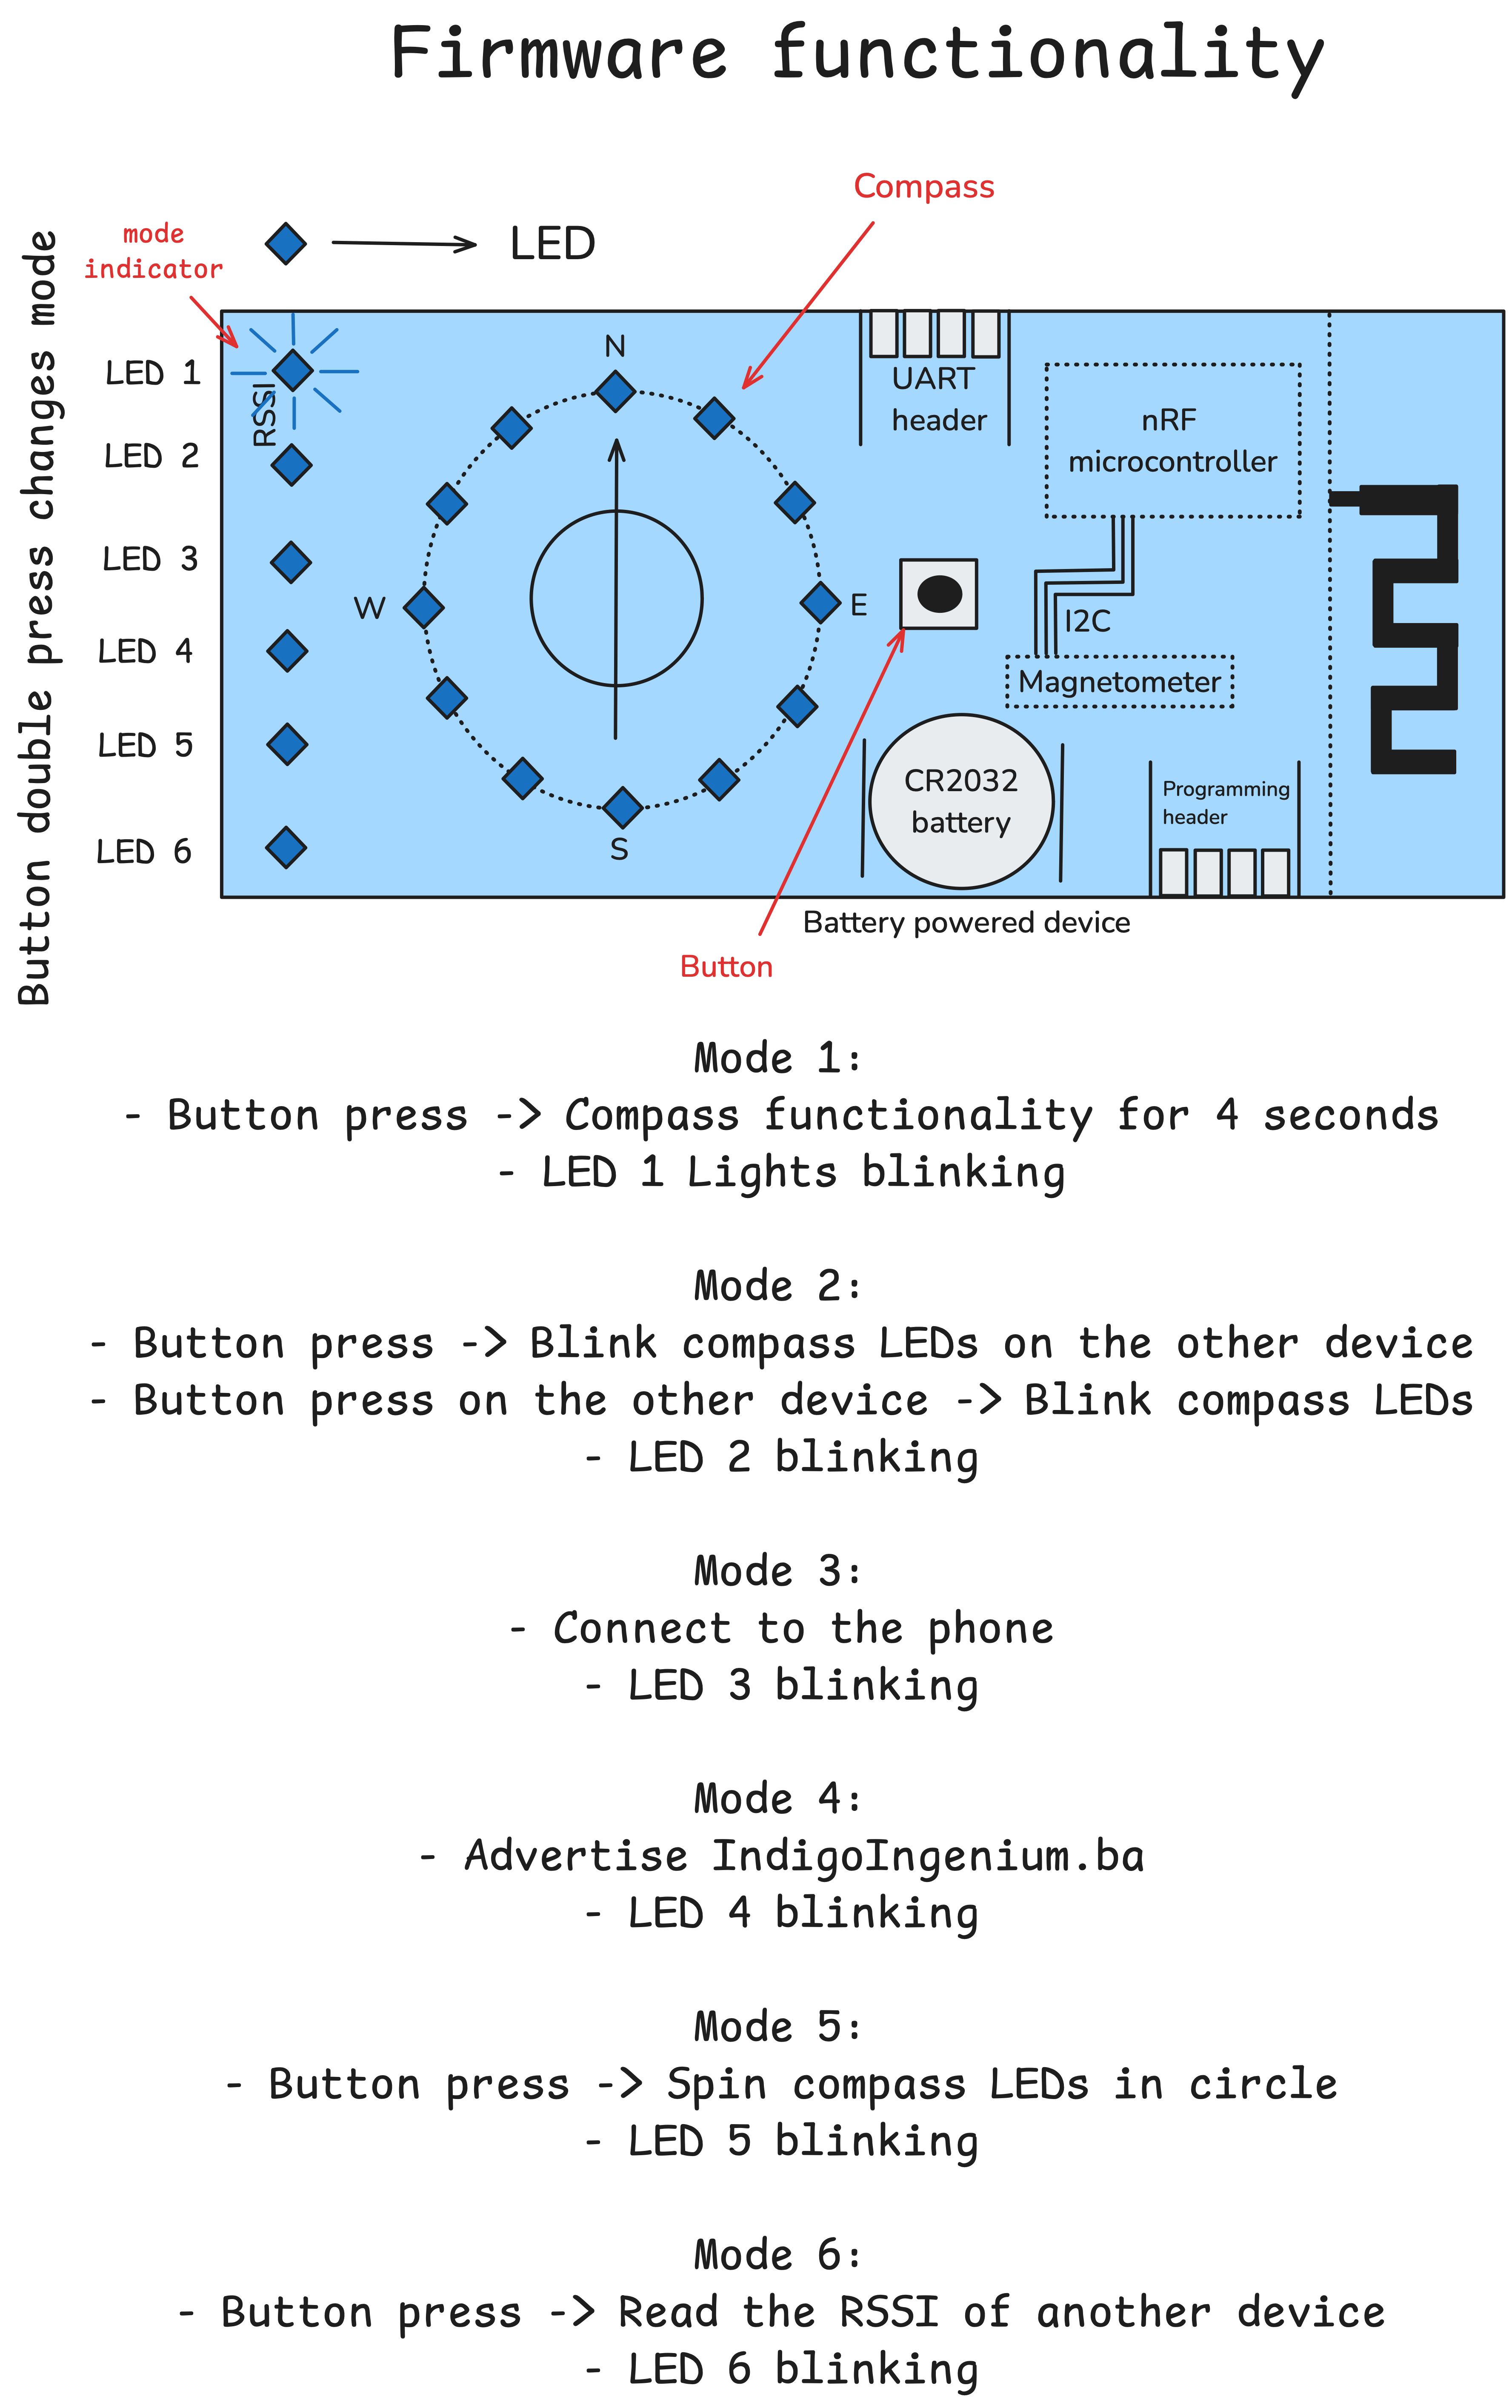 Firmware functionality
Compass
mode
indicator
LED
Button double press changes mode
LED 1
LED 2
LED 3
LED 4
LED 5
LED 6
RSSI
N
W
E
S
UART
header
nRF
microcontroller
I2C
Magnetometer
CR2032
battery
Programming
header
Battery powered device
Button
Mode 1:
- Button press -> Compass functionality for 4 seconds
- LED 1 Lights blinking
Mode 2:
- Button press -> Blink compass LEDs on the other device
- Button press on the other device -> Blink compass LEDs
- LED 2 blinking
Mode 3:
- Connect to the phone
- LED 3 blinking
Mode 4:
- Advertise IndigoIngenium.ba
- LED 4 blinking
Mode 5:
- Button press -> Spin compass LEDs in circle
- LED 5 blinking
Mode 6:
- Button press -> Read the RSSI of another device
- LED 6 blinking